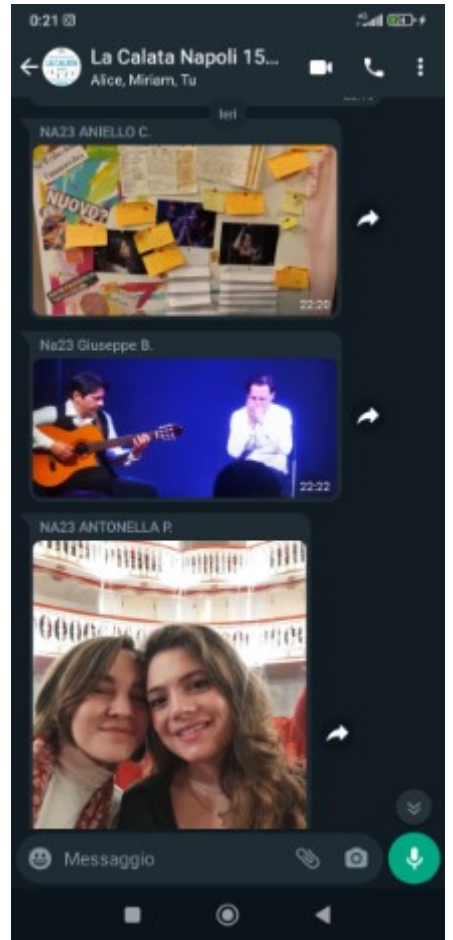 0:21
La Calata Napoli 15...
Alice, Miriam, Tu
Ieri
NA23 ANIELLO C.
NUOVO?
22:20
Na23 Giuseppe B.
22:22
NA23 ANTONELLA P.
Messaggio